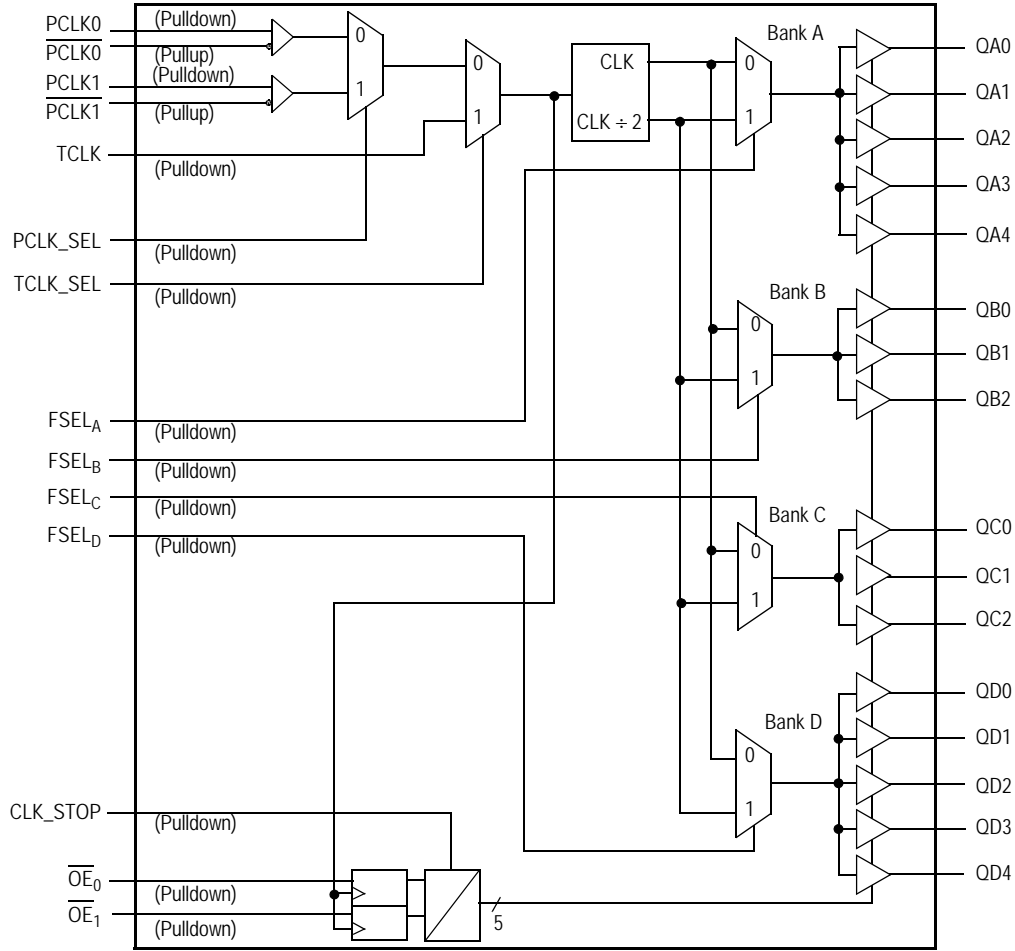 PCLK0 (Pulldown)
PCLK0 (Pullup)
PCLK1 (Pulldown)
PCLK1 (Pullup)
TCLK (Pulldown)
PCLK_SEL (Pulldown)
TCLK_SEL (Pulldown)
FSELA (Pulldown)
FSELB (Pulldown)
FSELC (Pulldown)
FSELD (Pulldown)
CLK_STOP (Pulldown)
OE0 (Pulldown)
OE1 (Pulldown)
0
1
0
1
CLK
CLK ÷ 2
Bank A
0
1
QA0
QA1
QA2
QA3
QA4
Bank B
0
1
QB0
QB1
QB2
Bank C
0
1
QC0
QC1
QC2
Bank D
0
1
QD0
QD1
QD2
QD3
QD4
5